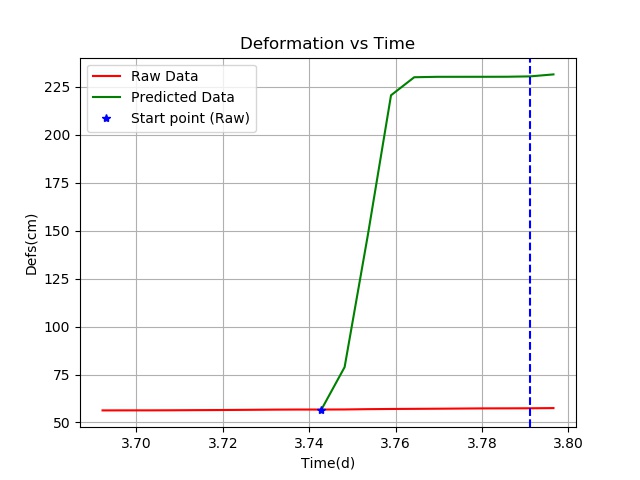 Deformation vs Time
Raw Data
Predicted Data
Start point (Raw)
225
200
175
150
125
100
75
50
Defs(cm)
3.70 3.72 3.74 3.76 3.78 3.80
Time(d)